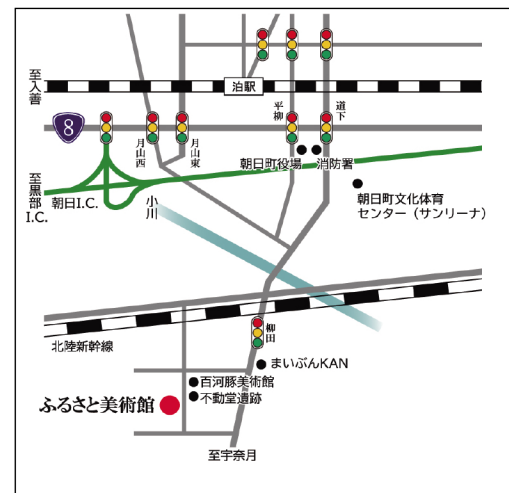 至入善
泊駅
8
月山西
月山東
平柳
道下
朝日町役場
消防署
至黒部
I.C.
朝日I.C.
小川
朝日町文化体育
センター(サンリーナ)
北陸新幹線
柳田
まいぶんKAN
百河豚美術館
不動堂遺跡
ふるさと美術館
至宇奈月